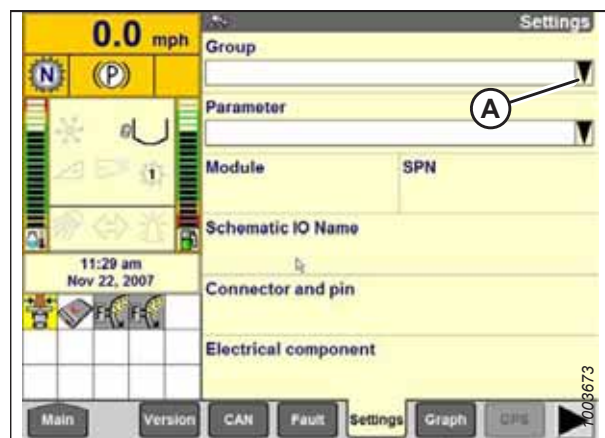 Settings
0.0 mph
Group
N
P
A
Parameter
Module SPN
1
Schematic IO Name
11:29 am
Nov 22, 2007
Connector and pin
F F
Electrical component
1003673
Main Version CAN Fault Settings Graph GPS